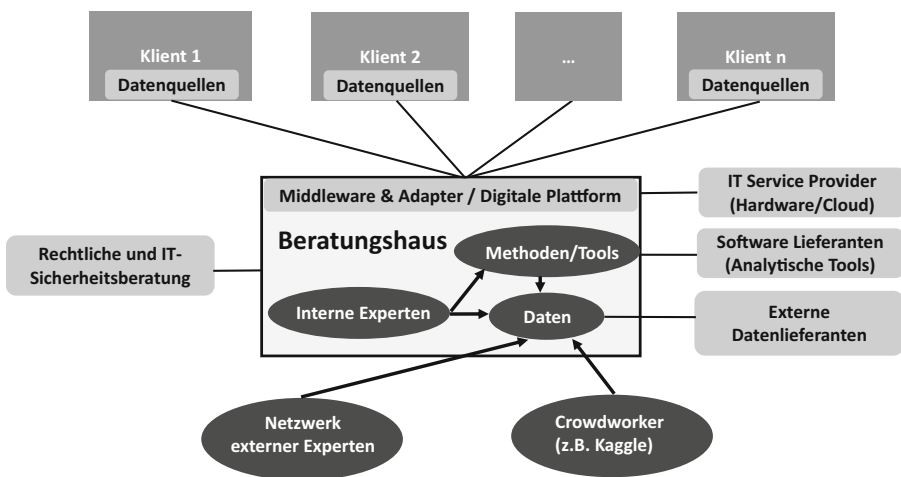 Klient 1
Datenquellen
Klient 2
Datenquellen
...
Klient n
Datenquellen
Middleware & Adapter / Digitale Plattform
IT Service Provider
(Hardware/Cloud)
Beratungshaus
Methoden/Tools
Software Lieferanten
(Analytische Tools)
Rechtliche und IT-
Sicherheitsberatung
Interne Experten
Daten
Externe
Datenlieferanten
Netzwerk
externer Experten
Crowdworker
(z.B. Kaggle)